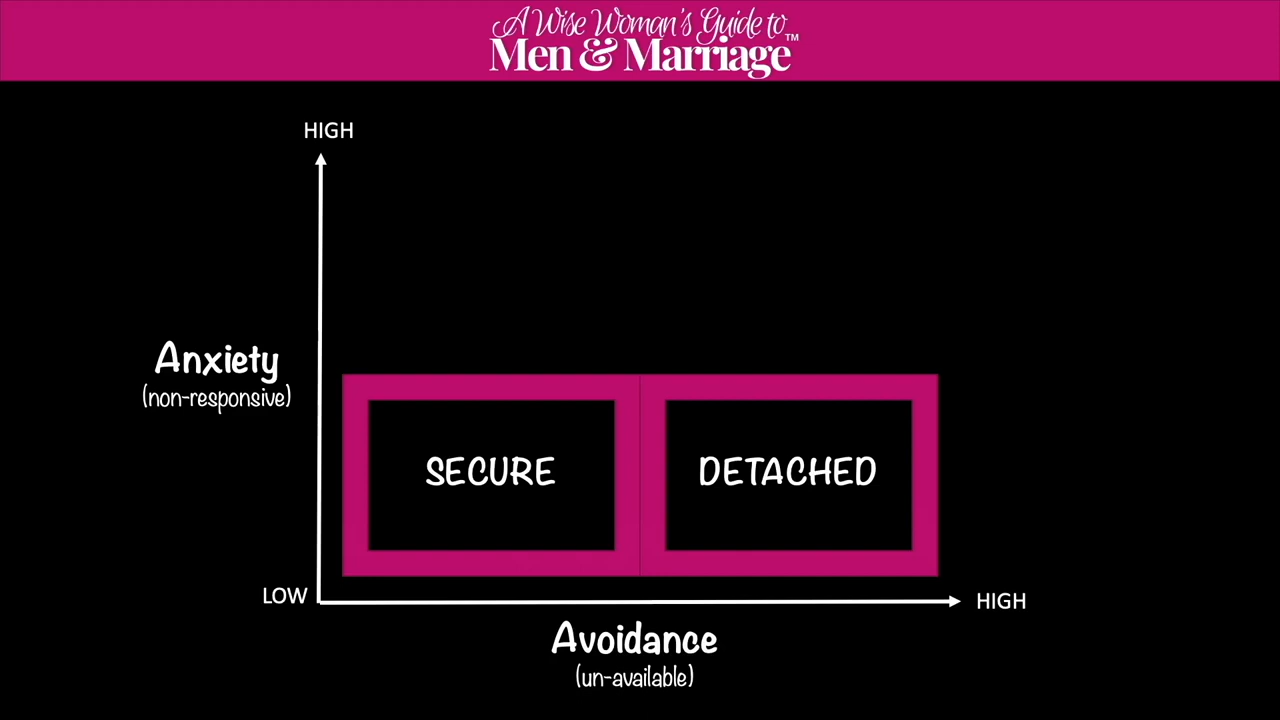 A Wise Woman's Guide to
Men & Marriage™
HIGH
Anxiety
(non-responsive)
SECURE
DETACHED
LOW
HIGH
Avoidance
(un-available)